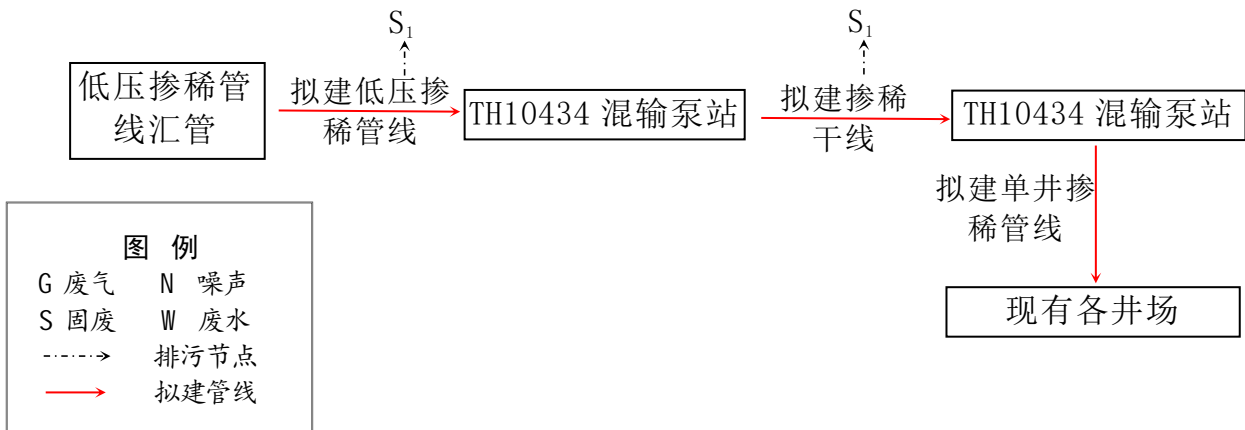 S₁
S₁
低压掺稀管
线汇管
拟建低压掺
稀管线
TH10434 混输泵站
拟建掺稀
干线
TH10434 混输泵站
拟建单井掺
稀管线
现有各井场
图 例
G 废气 N 噪声
S 固废 W 废水
排污节点
拟建管线